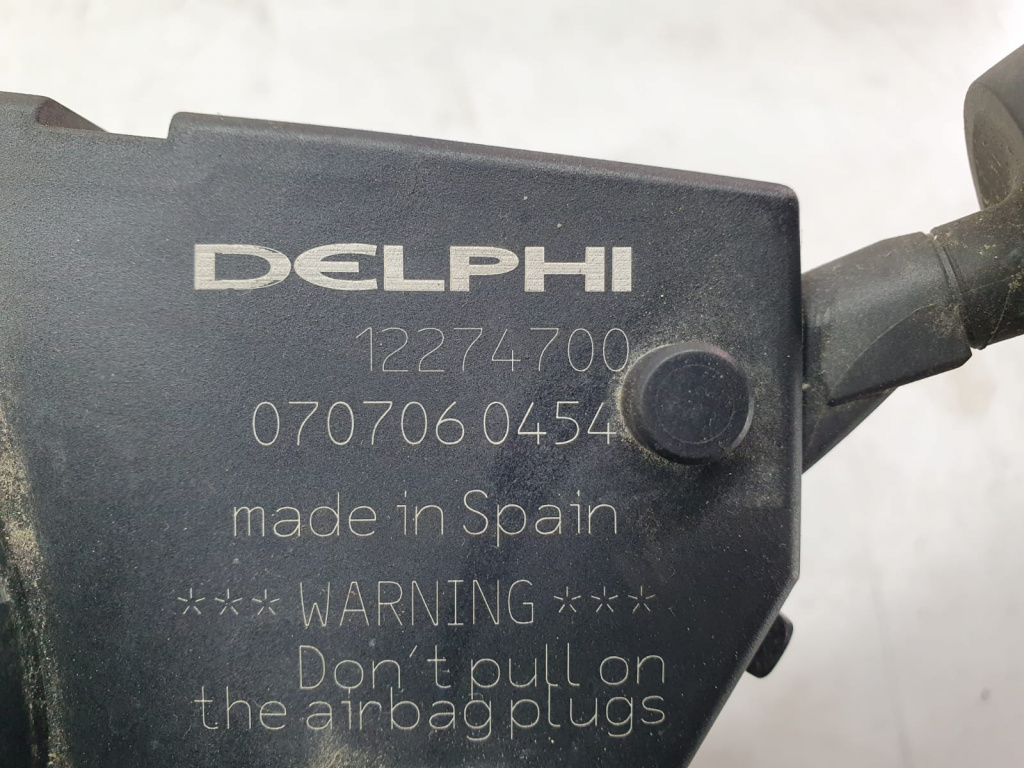 DELPHI
12274700
070706 0454
made in Spain
*** WARNING ***
Don't pull on
the airbag plugs